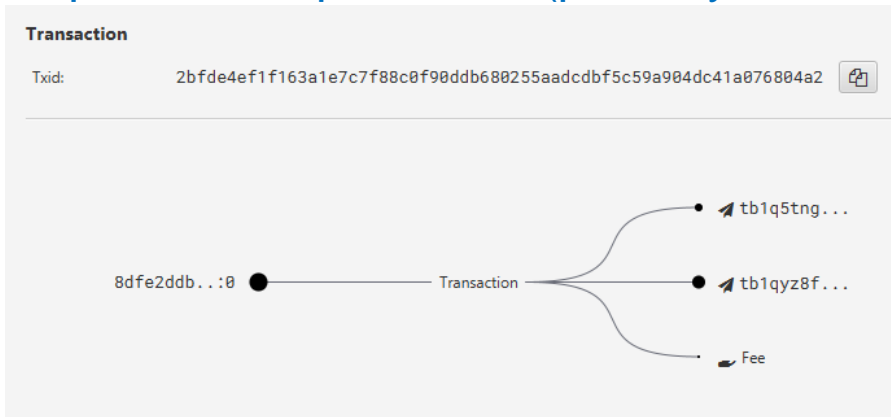 Transaction
Txid: 2bfde4ef1f163a1e7c7f88c0f90ddb680255aadcdbf5c59a904dc41a076804a2
tb1q5tng...
8dfe2ddb..:0 Transaction tb1qyz8f...
Fee